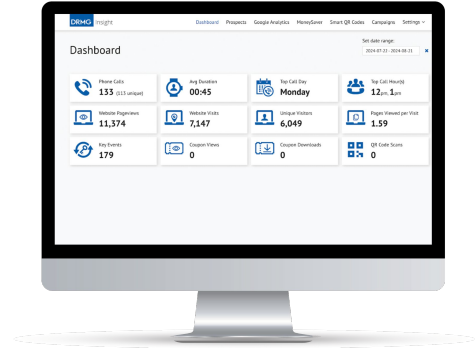 DRMG Insight
Dashboard Prospects Google Analytics MoneySaver Smart QR Codes Campaigns Settings
Set date range:
Dashboard
2024-07-21 - 2024-08-21
Phone Calls
133 (113 unique)
Avg Duration
00:45
Top Call Day
Monday
Top Call Hour(s)
12pm, 1pm
Website Pageviews
11,374
Website Visits
7,147
Unique Visitors
6,049
Pages Viewed per Visit
1.59
Key Events
179
Coupon Views
0
Coupon Downloads
0
QR Code Scans
0